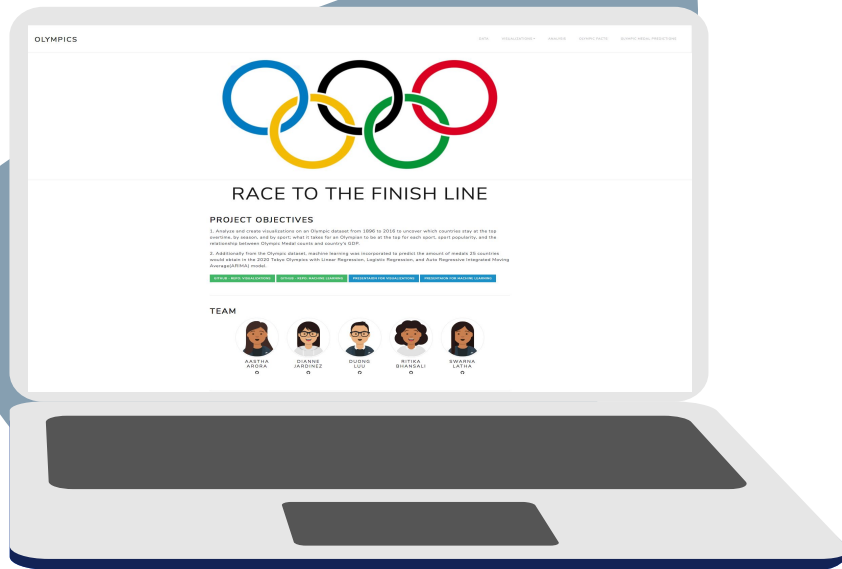 OLYMPICS
DATA VISUALIZATIONS ANALYSIS OLYMPIC FACTS OLYMPIC MEDAL PREDICTIONS
RACE TO THE FINISH LINE
PROJECT OBJECTIVES
1. Analyze and create visualizations on an Olympic dataset from 1896 to 2016 to uncover which countries stay at the top
overtime, by season, and by sport; what it takes for an Olympian to be at the top for each sport, sport popularity, and the
relationship between Olympic Medal counts and country's GDP.
2. Additionally from the Olympic dataset, machine learning was incorporated to predict the amount of medals 25 countries
would obtain in the 2020 Tokyo Olympics with Linear Regression, Logistic Regression, and Auto Regressive Integrated Moving
Average(ARIMA) model.
GITHUB - REPO VISUALIZATIONS GITHUB - REPO MACHINE LEARNING PRESENTATION FOR VISUALIZATIONS PRESENTATION FOR MACHINE LEARNING
TEAM
AASTHA DIANNE DUONG RITIKA SWARNA
ARORA JARDINEZ LUU BHANSALI LATHA